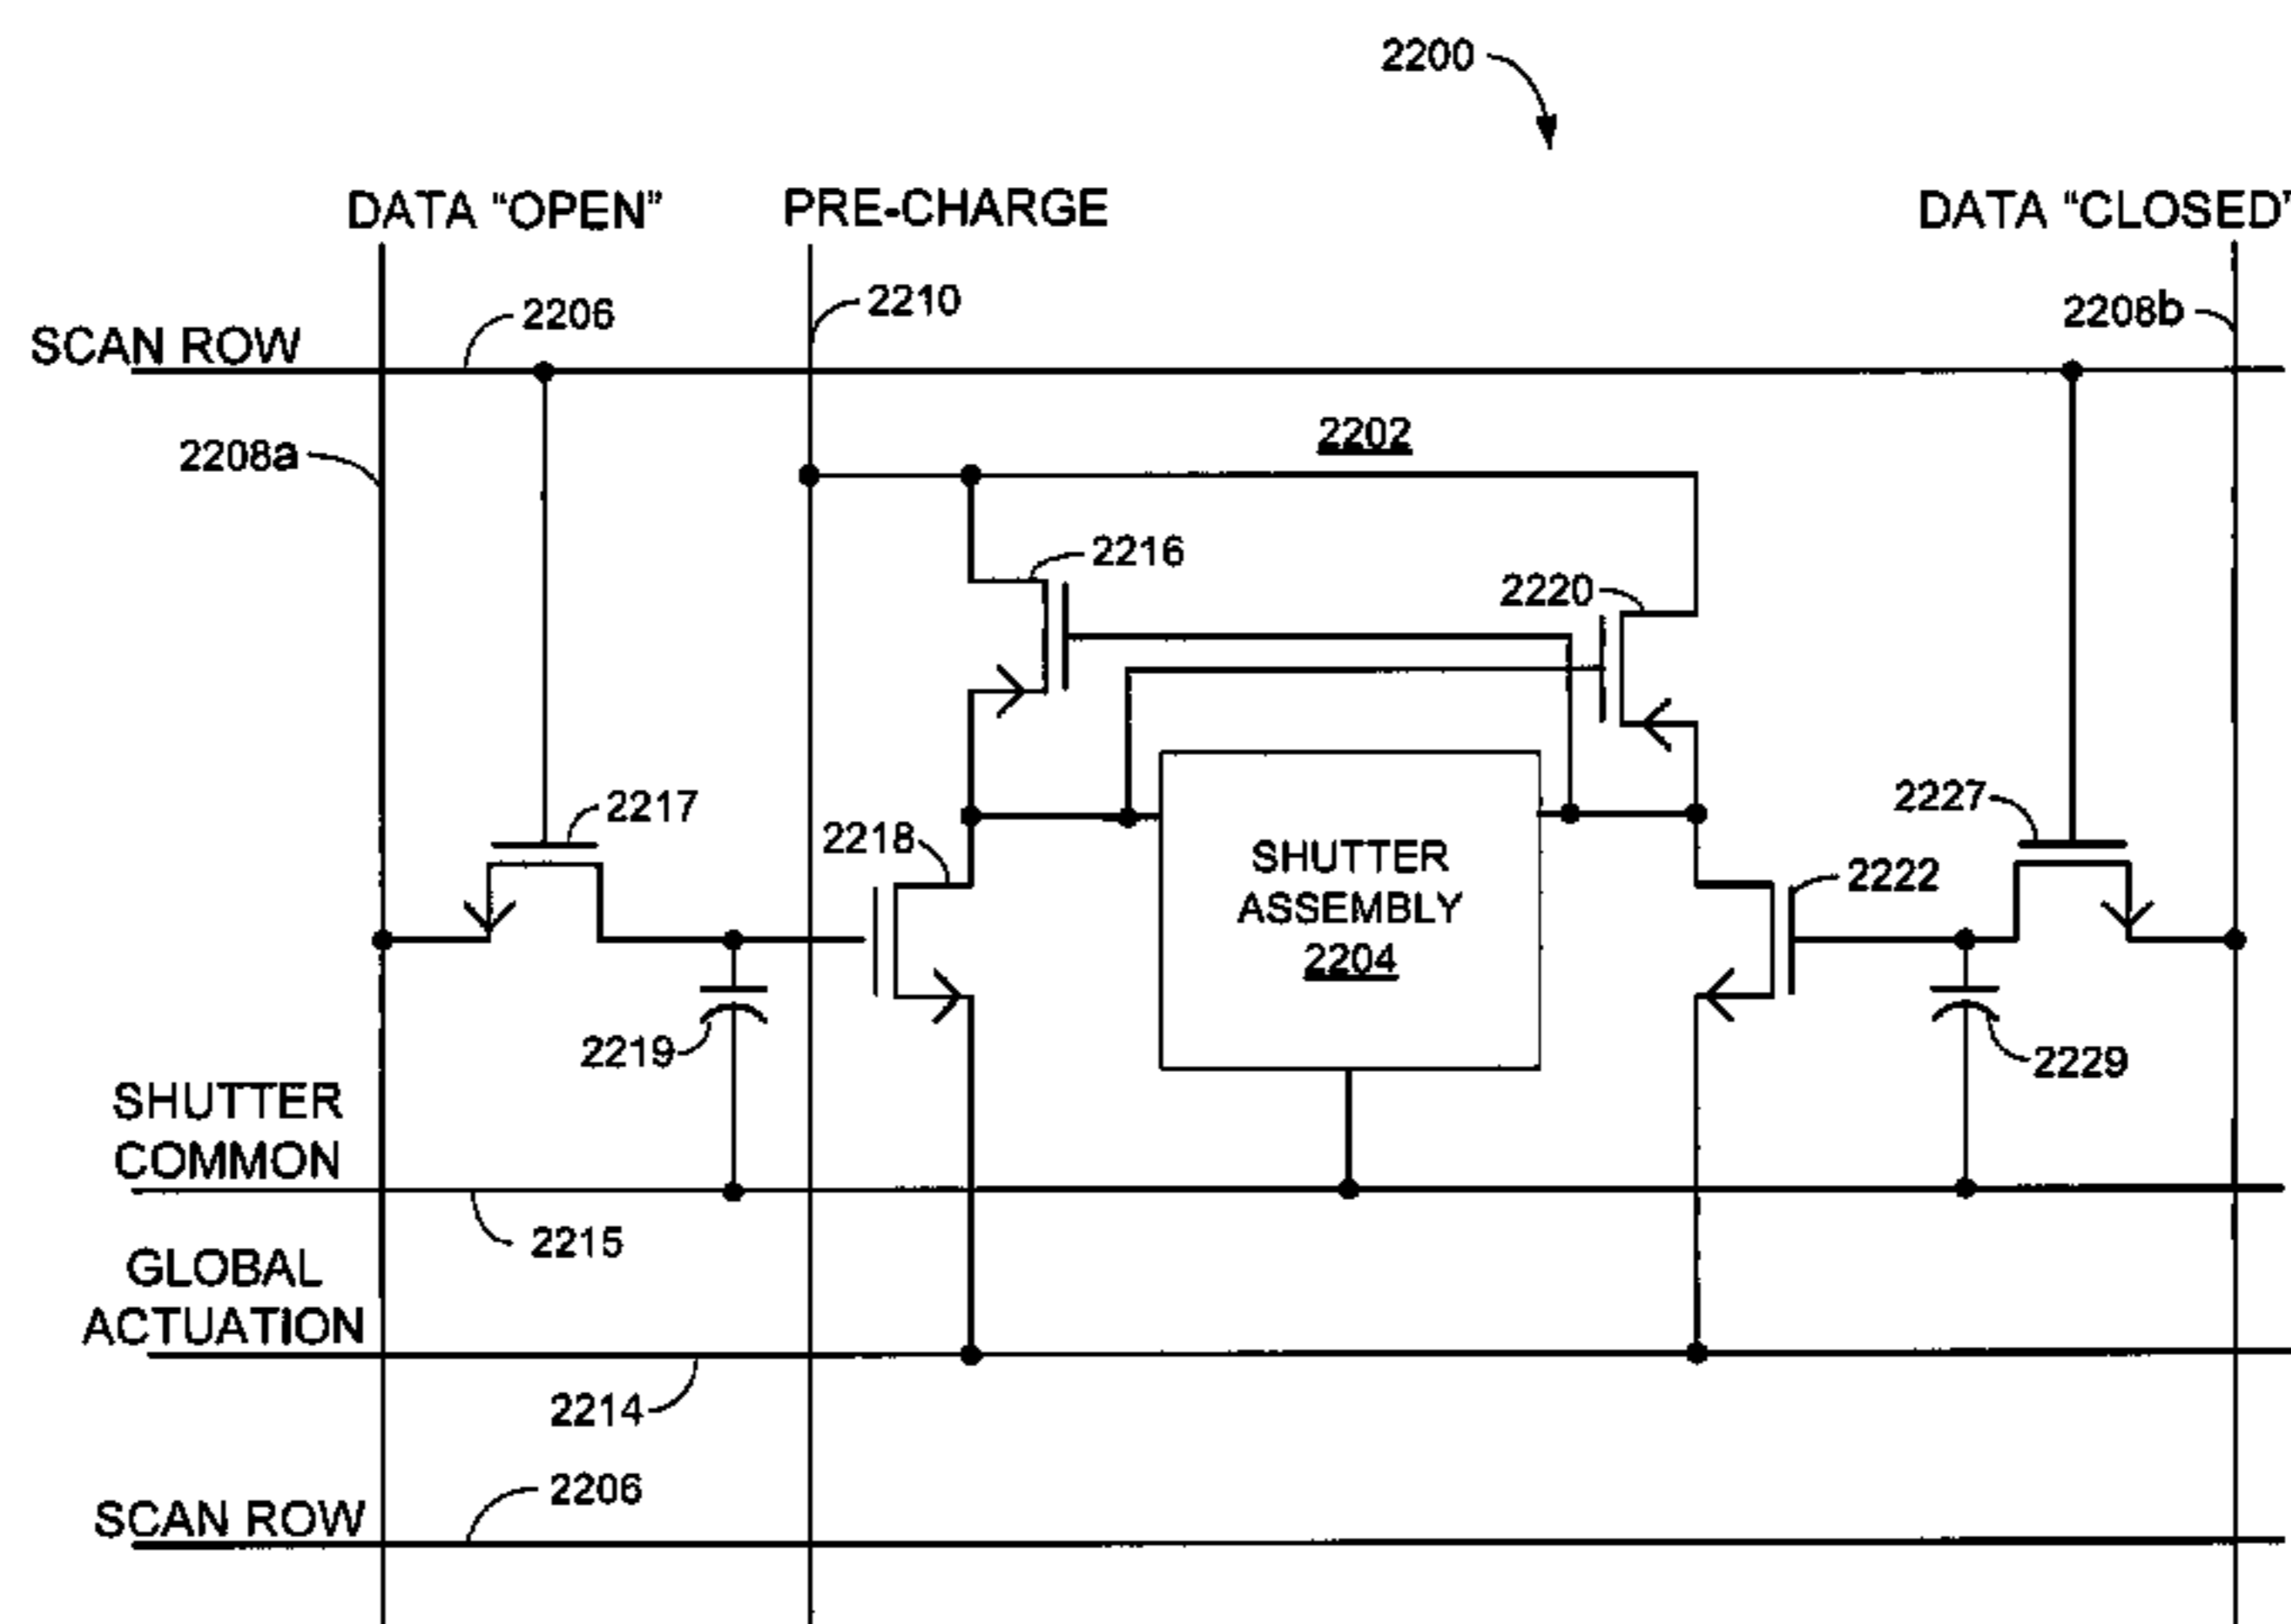 2200
DATA “OPEN”
PRE-CHARGE
DATA “CLOSED”
2210
2206
2208b
SCAN ROW
2202
2208a
2216
2220
2217
2227
2218
2222
SHUTTER
ASSEMBLY
2204
2219
2229
SHUTTER
COMMON
2215
GLOBAL
ACTUATION
2214
2206
SCAN ROW